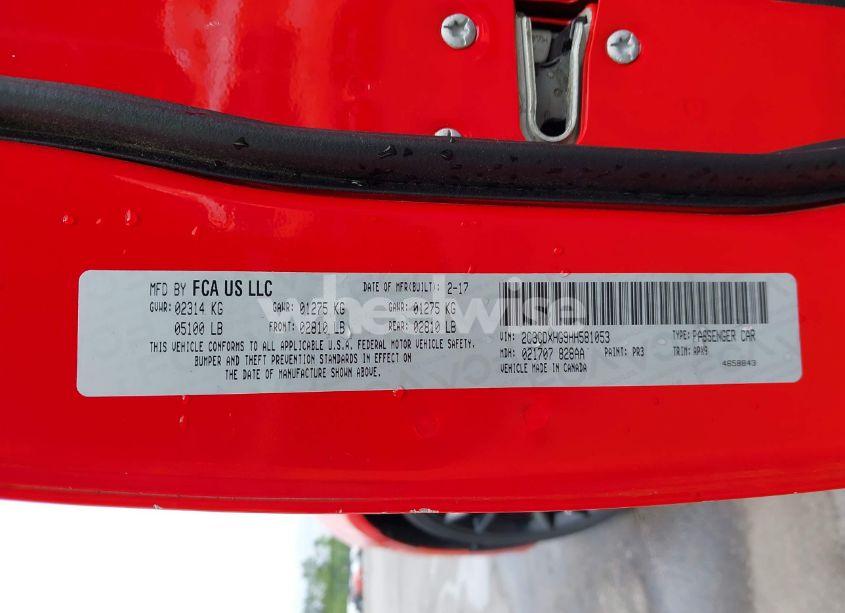 MFD BY FCA US LLC
DATE OF MFR(BUILT): 2-17
GVWR: 02314 KG
GAWR: 01275 KG
GAWR: 01275 KG
05100 LB
FRONT: 02810 LB
REAR: 02810 LB
THIS VEHICLE CONFORMS TO ALL APPLICABLE U.S.A. FEDERAL MOTOR VEHICLE SAFETY,
BUMPER AND THEFT PREVENTION STANDARDS IN EFFECT ON
THE DATE OF MANUFACTURE SHOWN ABOVE.
VIN: 2C3CDXHG9HH581053
TYPE: PASSENGER CAR
MDH: 021707 828AA
PAINT: PR3
TRIM: APX9
VEHICLE MADE IN CANADA
4658843
wheelwise